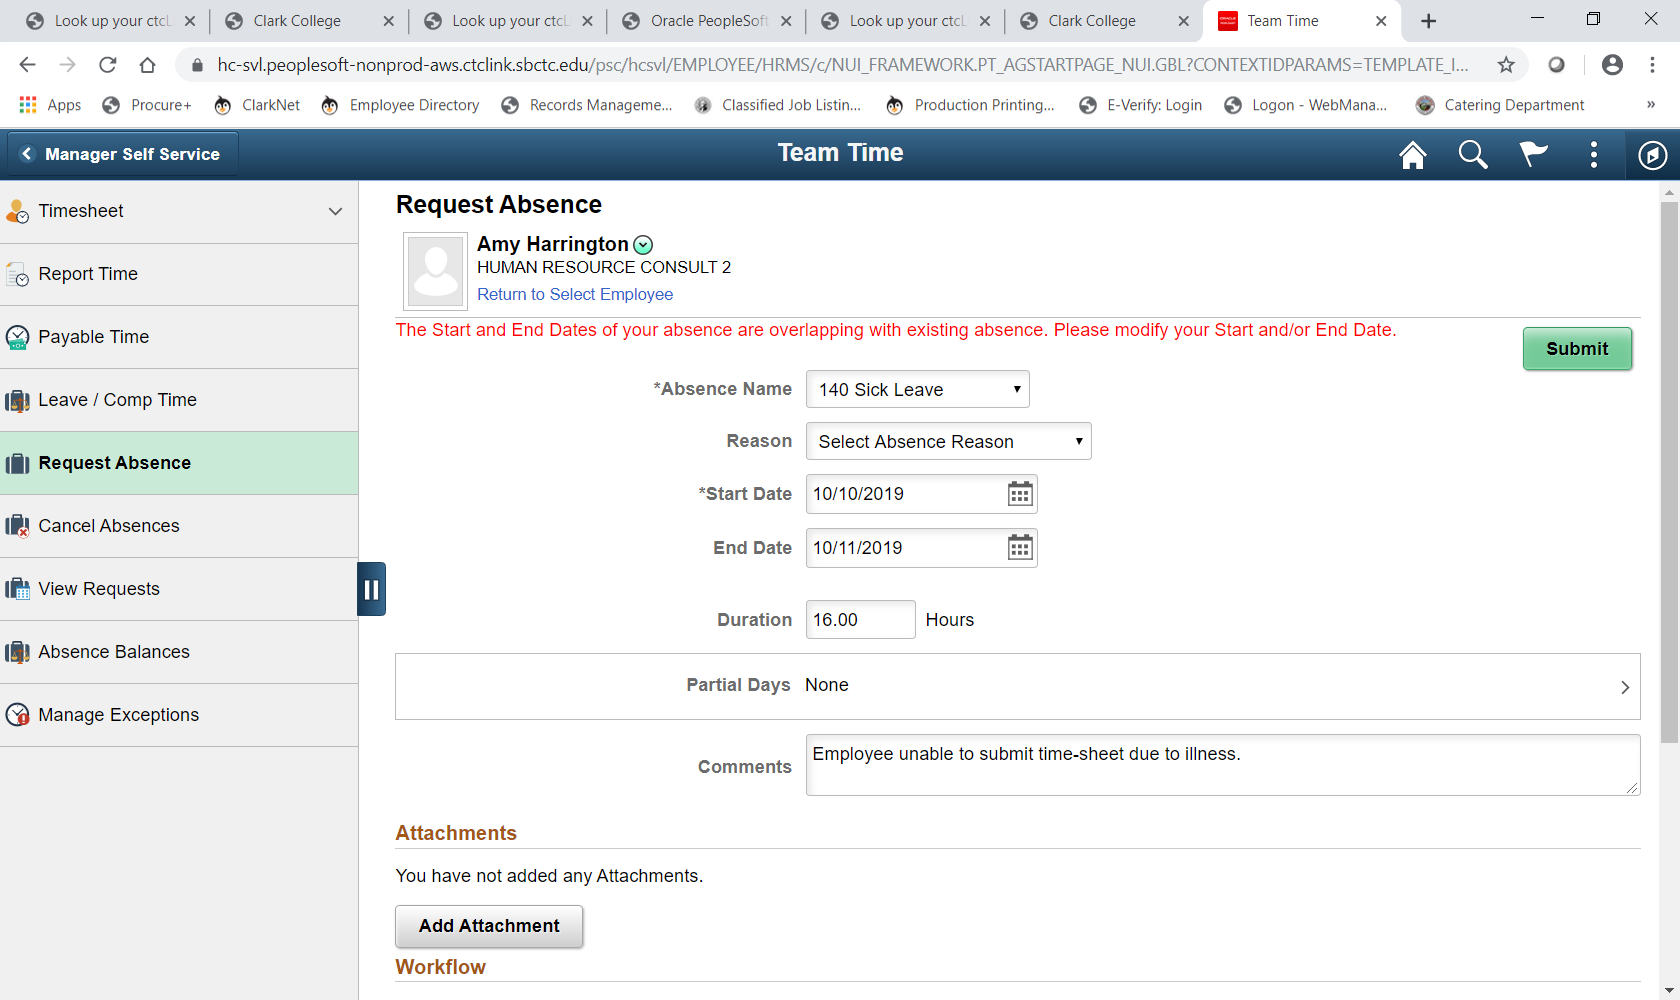 Look up your ctcL
Clark College
Look up your ctcL
Oracle PeopleSoft
Look up your ctcL
Clark College
Team Time
hc-svl.peoplesoft-nonprod-aws.ctclink.sbctc.edu/psc/hcsvl/EMPLOYEE/HRMS/c/NUI_FRAMEWORK.PT_AGSTARTPAGE_NUI.GBL?CONTEXTIDPARAMS=TEMPLATE_I...
Apps
Procure+
ClarkNet
Employee Directory
Records Manageme...
Classified Job Listin...
Production Printing...
E-Verify: Login
Logon - WebMana...
Catering Department
»
Manager Self Service
Team Time
Timesheet
Report Time
Payable Time
Leave / Comp Time
Request Absence
Cancel Absences
View Requests
Absence Balances
Manage Exceptions
Request Absence
Amy Harrington
HUMAN RESOURCE CONSULT 2
Return to Select Employee
The Start and End Dates of your absence are overlapping with existing absence. Please modify your Start and/or End Date.
Submit
*Absence Name 140 Sick Leave
Reason Select Absence Reason
*Start Date 10/10/2019
End Date 10/11/2019
Duration 16.00 Hours
Partial Days None
Comments Employee unable to submit time-sheet due to illness.
Attachments
You have not added any Attachments.
Add Attachment
Workflow